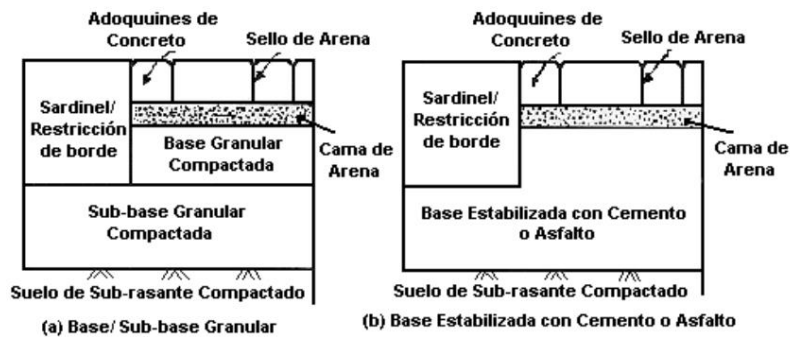 Adoquuines de
Concreto
Sello de Arena
Sardinel/
Restricción
de borde
Base Granular
Compactada
Cama de
Arena
Sub-base Granular
Compactada
Suelo de Sub-rasante Compactado
(a) Base/ Sub-base Granular
Adoquines de
Concreto
Sello de Arena
Sardinel/
Restricción
de borde
Cama de
Arena
Base Estabilizada con Cemento
o Asfalto
Suelo de Sub-rasante Compactado
(b) Base Estabilizada con Cemento o Asfalto